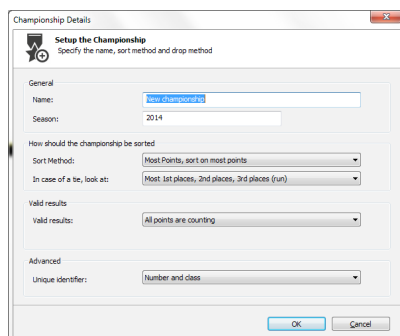 Championship Details
Setup the Championship
Specify the name, sort method and drop method
General
Name: New championship
Season: 2014
How should the championship be sorted
Sort Method: Most Points, sort on most points
In case of a tie, look at: Most 1st places, 2nd places, 3rd places (run)
Valid results
Valid results: All points are counting
Advanced
Unique identifier: Number and class
OK Cancel